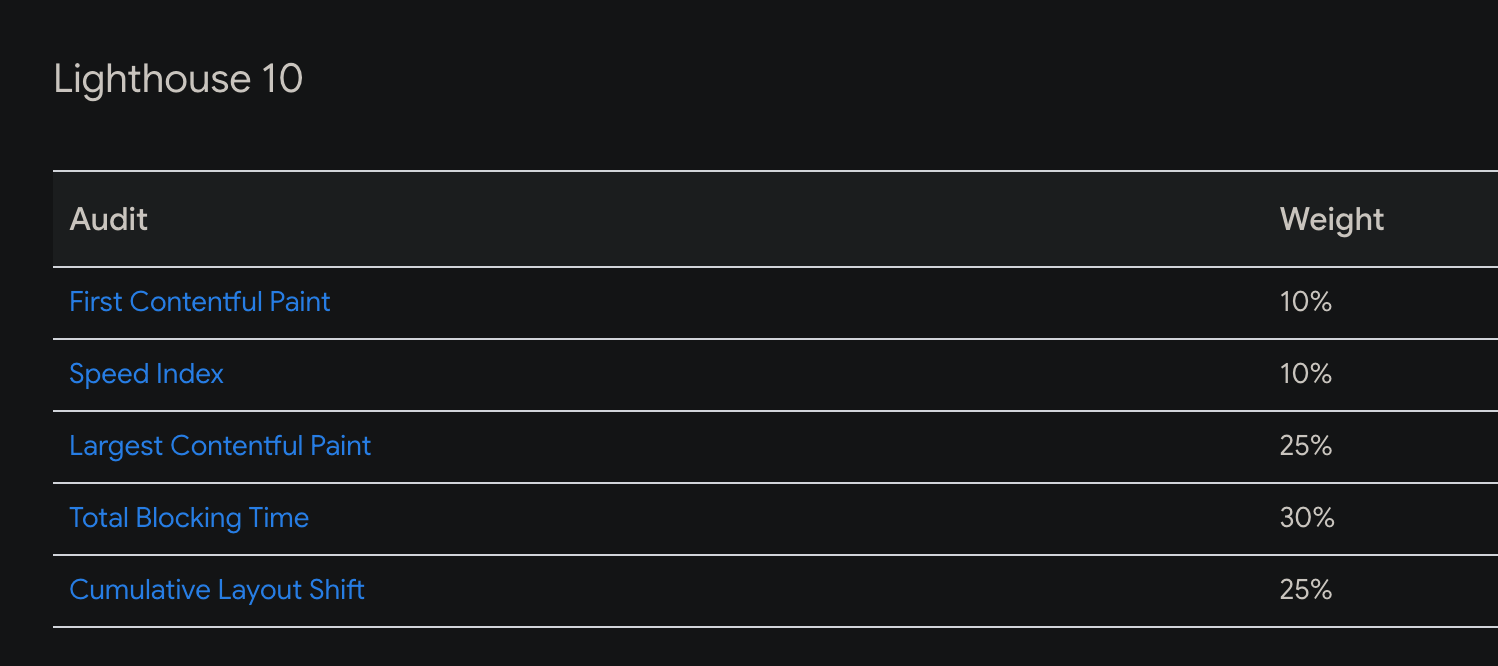 Lighthouse 10
Audit Weight
First Contentful Paint 10%
Speed Index 10%
Largest Contentful Paint 25%
Total Blocking Time 30%
Cumulative Layout Shift 25%